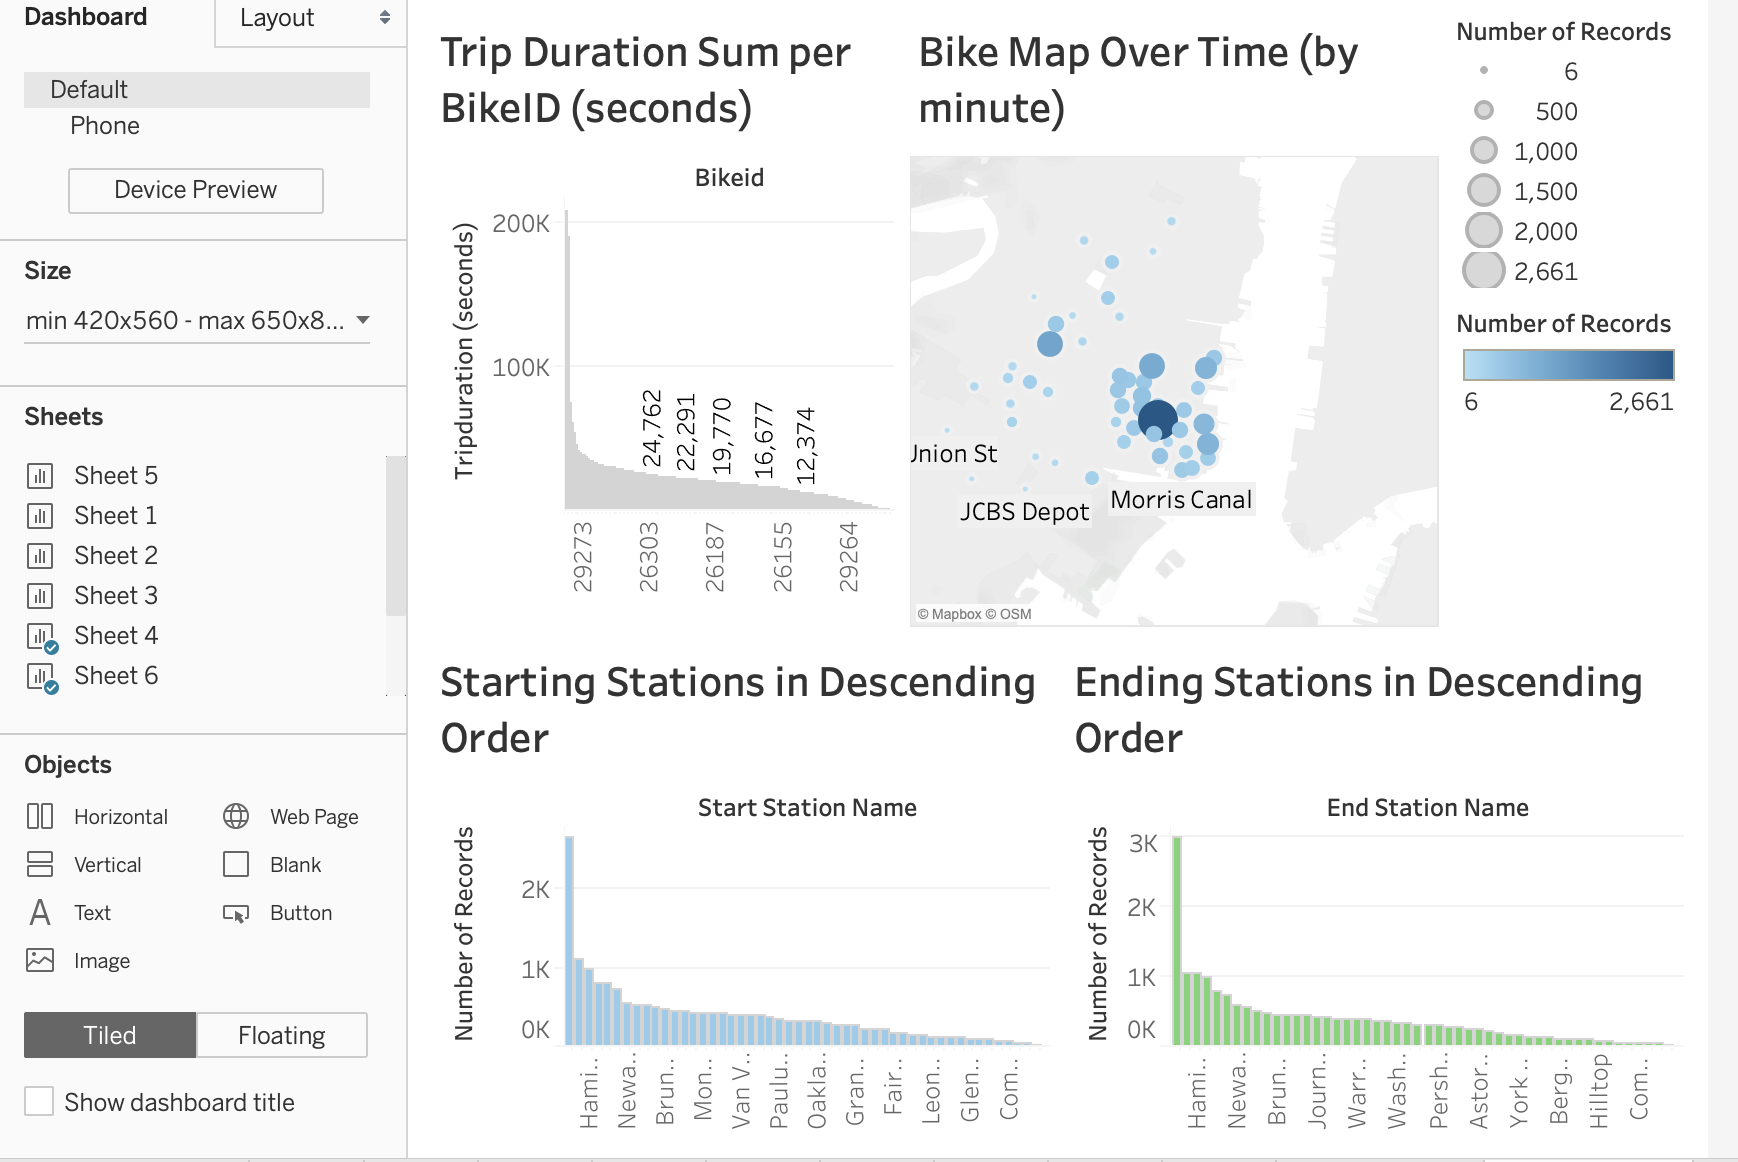 Dashboard
Layout
Default
Phone
Device Preview
Size
min 420x560 - max 650x8...
Sheets
Sheet 5
Sheet 1
Sheet 2
Sheet 3
Sheet 4
Sheet 6
Objects
Horizontal
Web Page
Vertical
Blank
Text
Button
Image
Tiled
Floating
Show dashboard title
Trip Duration Sum per
BikeID (seconds)
Bikeid
Tripduration (seconds)
200K
100K
24,762
22,291
19,770
16,677
12,374
29273
26303
26187
26155
29264
Bike Map Over Time (by
minute)
Union St
JCBS Depot
Morris Canal
© Mapbox © OSM
Number of Records
6
500
1,000
1,500
2,000
2,661
Number of Records
6
2,661
Starting Stations in Descending
Order
Start Station Name
Number of Records
2K
1K
0K
Hami..
Newa..
Brun..
Mon..
Van V..
Paulu..
Oakla..
Gran..
Fair..
Leon..
Glen..
Com..
Ending Stations in Descending
Order
End Station Name
Number of Records
3K
2K
1K
0K
Hami..
Newa..
Brun..
Journ..
Warr..
Wash..
Persh..
Astor..
York ..
Berg..
Hilltop
Com..